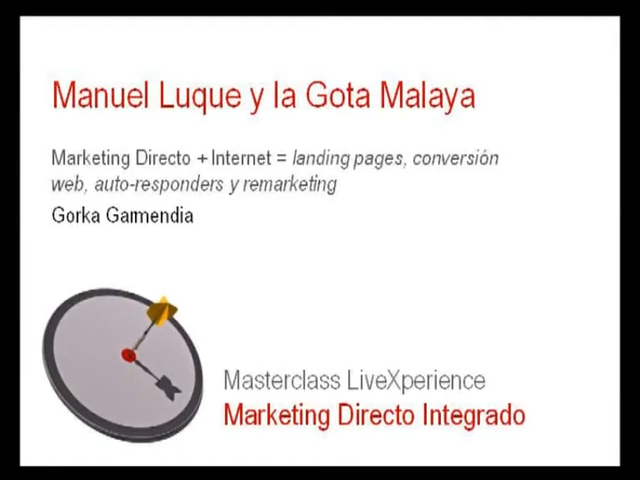 Manuel Luque y la Gota Malaya
Marketing Directo + Internet = landing pages, conversión
web, auto-responders y remarketing
Gorka Garmendia
Masterclass LiveXperience
Marketing Directo Integrado